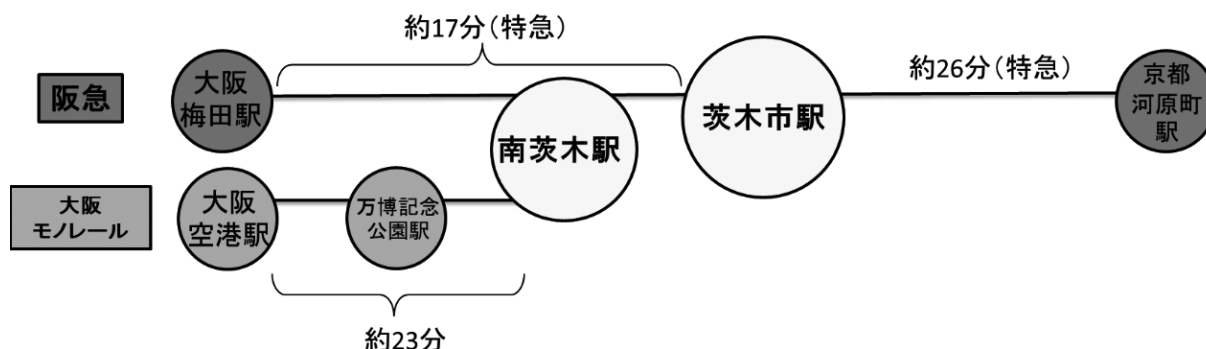 約17分(特急)
阪急
大阪
梅田駅
南茨木駅
茨木市駅
約26分(特急)
京都
河原町
駅
大阪
モノレール
大阪
空港駅
万博記念
公園駅
約23分